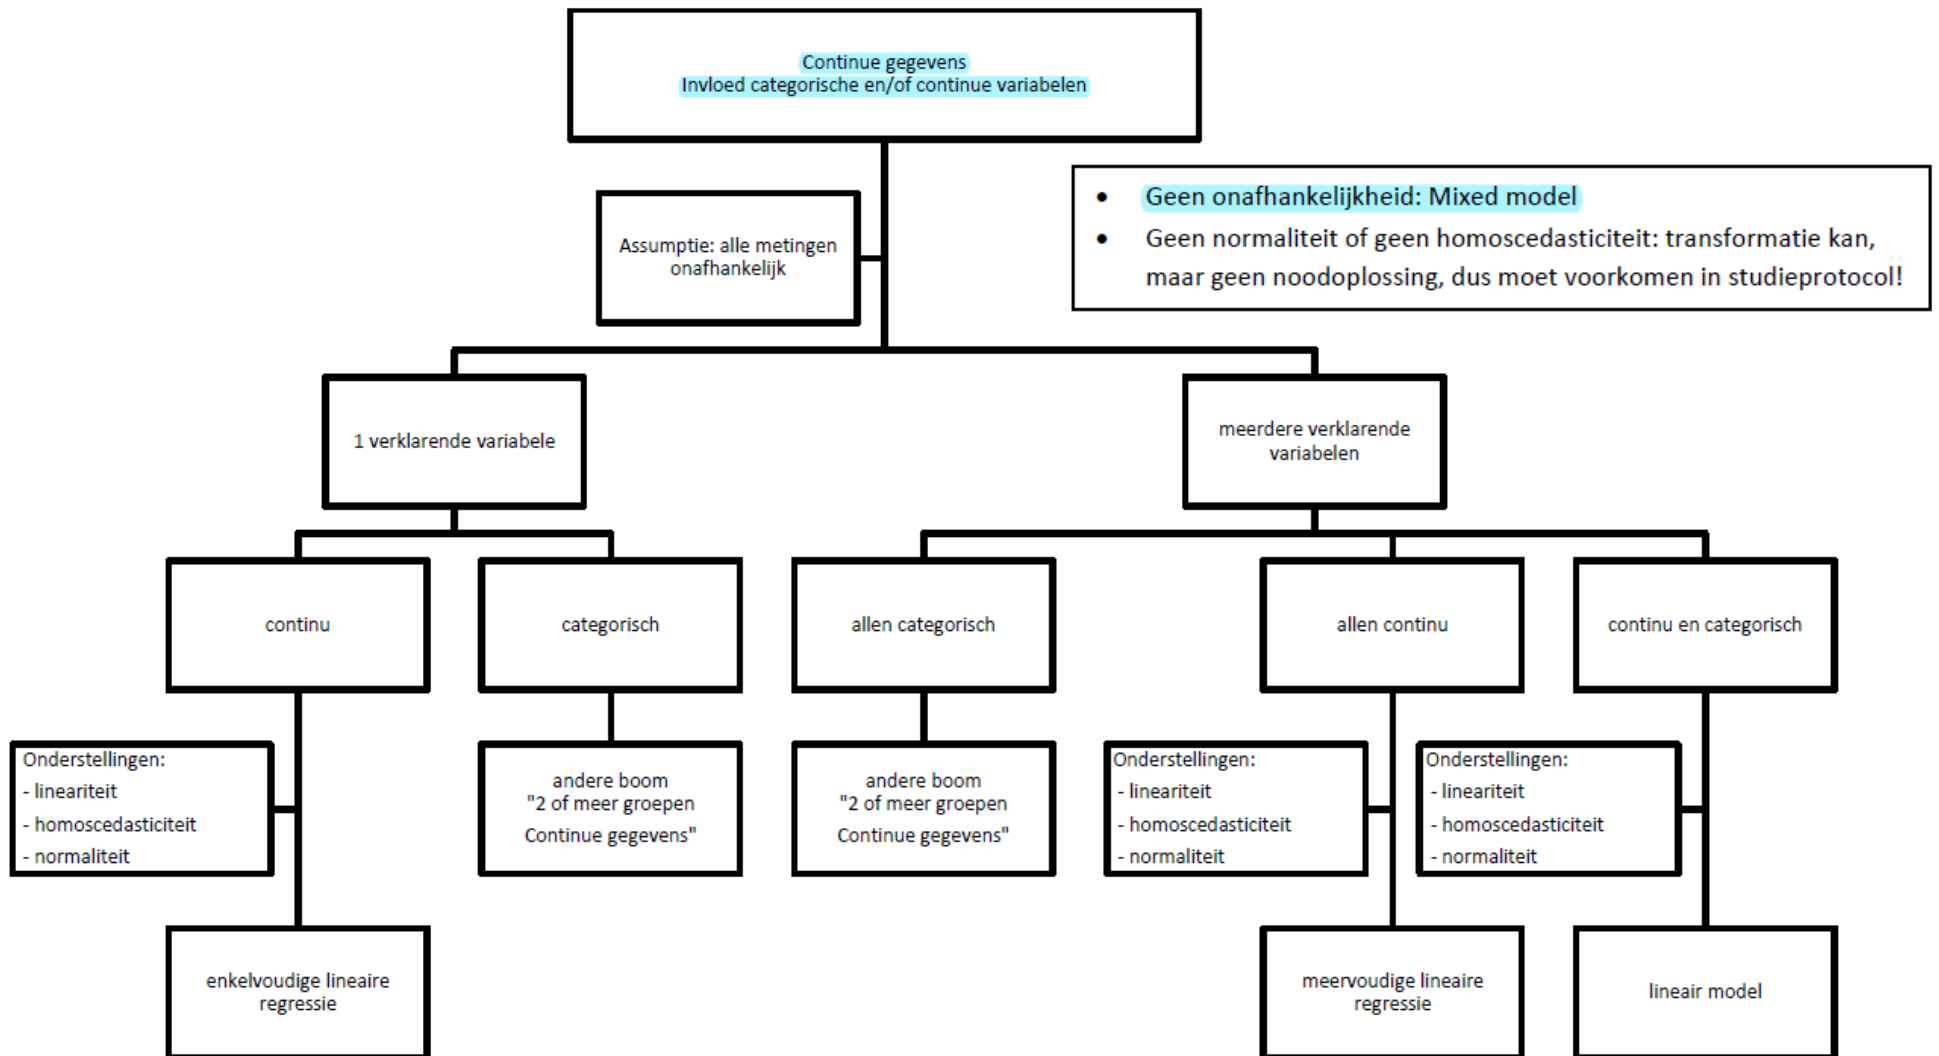 Continue gegevens
Invloed categorische en/of continue variabelen
Assumptie: alle metingen
onafhankelijk
• Geen onafhankelijkheid: Mixed model
• Geen normaliteit of geen homoscedasticiteit: transformatie kan,
maar geen noodoplossing, dus moet voorkomen in studieprotocol!
1 verklarende variabele
meerdere verklarende
variabelen
continu
categorisch
allen categorisch
allen continu
continu en categorisch
Onderstellingen:
- lineariteit
- homoscedasticiteit
- normaliteit
andere boom
"2 of meer groepen
Continue gegevens"
andere boom
"2 of meer groepen
Continue gegevens"
Onderstellingen:
- lineariteit
- homoscedasticiteit
- normaliteit
Onderstellingen:
- lineariteit
- homoscedasticiteit
- normaliteit
enkelvoudige lineaire
regressie
meervoudige lineaire
regressie
lineair model